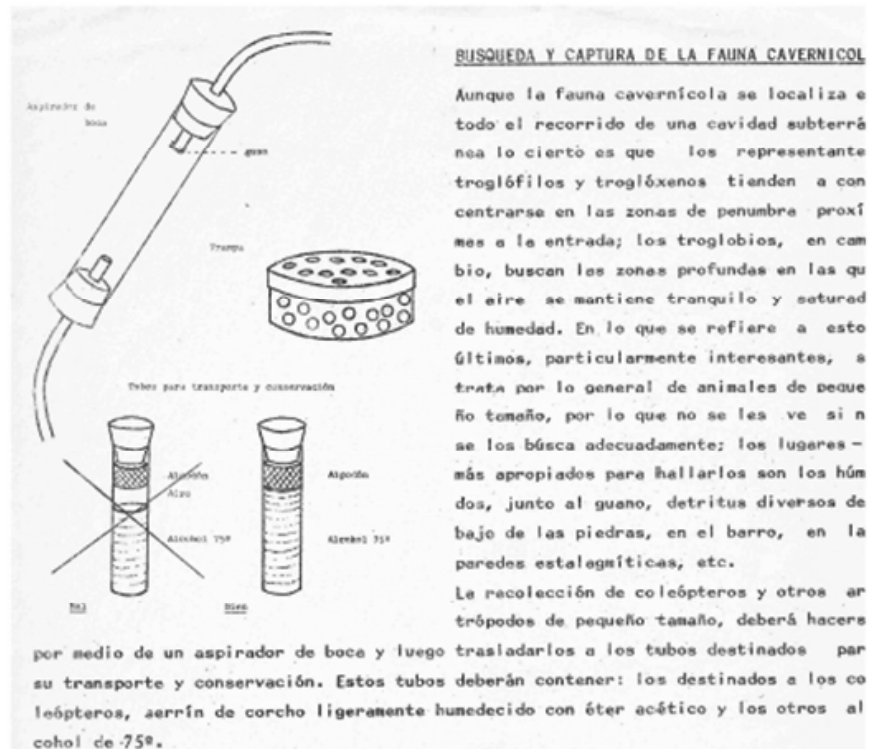 BUSQUEDA Y CAPTURA DE LA FAUNA CAVERNICOL
Aunque la fauna cavernícola se localiza e
todo el recorrido de una cavidad subterrá
nea lo cierto es que los representante
troglófilos y troglóxenos tienden a con
centrarse en las zonas de penumbra proxí
mas a la entrada; los troglobios, en cam
bio, buscan las zonas profundas en las qu
el aire se mantiene tranquilo y saturad
de humedad. En lo que se refiere a esto
últimos, particularmente interesantes, s
trata por lo general de animales de peque
ño tamaño, por lo que no se les ve si n
se los búsca adecuadamente; los lugares -
más apropiados para hallarlos son los húm
dos, junto al guano, detritus diversos de
bajo de las piedras, en el barro, en la
paredes estalagmíticas, etc.
La recolección de coleópteros y otros ar
trópodos de pequeño tamaño, deberá hacers
por medio de un aspirador de boca y luego trasladarlos a los tubos destinados par
su transporte y conservación. Estos tubos deberán contener: los destinados a los co
leópteros, serrín de corcho ligeramente humedecido con éter acético y los otros al
cohol de 75º.
Aspirador de
boca
gasa
Trampa
Tubos para transporte y conservación
Algodón
Aire
Alcohol 75º
Mal
Algodón
Alcohol 75º
Bien